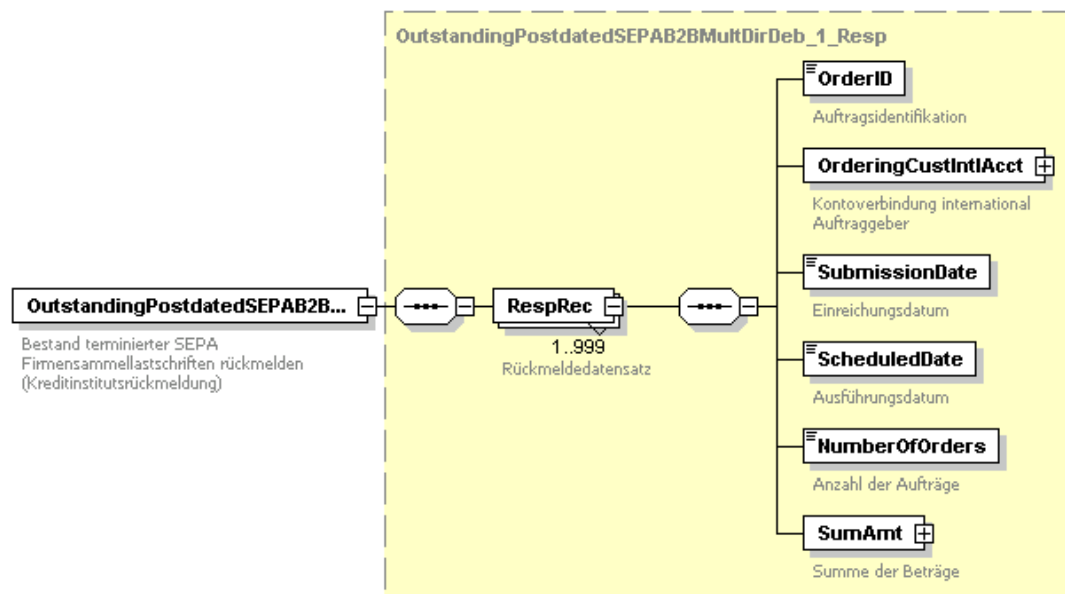 OutstandingPostdatedSEPAB2BMultDirDeb_1_Resp
OrderID
Auftragsidentifikation
OrderingCustIntlAcct
Kontoverbindung international
Auftraggeber
SubmissionDate
Einreichungsdatum
OutstandingPostdatedSEPAB2B...
Bestand terminierter SEPA
Firmensammellastschriften rückmelden
(Kreditinstitutsrückmeldung)
RespRec
1..999
Rückmeldedatensatz
ScheduledDate
Ausführungsdatum
NumberOfOrders
Anzahl der Aufträge
SumAmt
Summe der Beträge